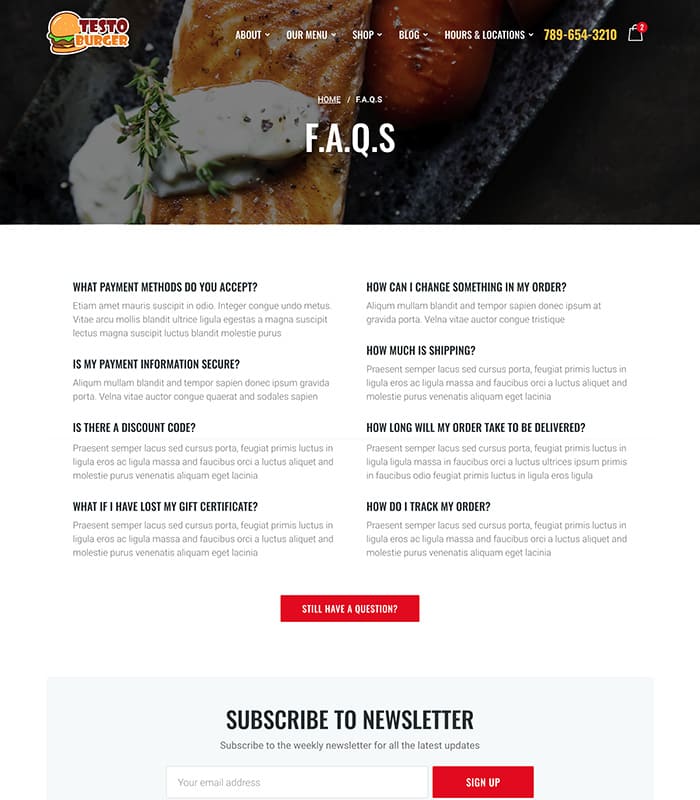 TESTO
BURGER
ABOUT
OUR MENU
SHOP
BLOG
HOURS & LOCATIONS
789-654-3210
2
HOME / F.A.Q.S
F.A.Q.S
WHAT PAYMENT METHODS DO YOU ACCEPT?
Etiam amet mauris suscipit in odio. Integer congue undo metus.
Vitae arcu mollis blandit ultrice ligula egestas a magna suscipit
lectus magna suscipit luctus blandit molestie purus
IS MY PAYMENT INFORMATION SECURE?
Aliqum mullam blandit and tempor sapien donec ipsum gravida
porta. Velna vitae auctor congue quaerat and sodales sapien
IS THERE A DISCOUNT CODE?
Praesent semper lacus sed cursus porta, feugiat primis luctus in
ligula eros ac ligula massa and faucibus orci a luctus aliquet and
molestie purus venenatis aliquam eget lacinia
WHAT IF I HAVE LOST MY GIFT CERTIFICATE?
Praesent semper lacus sed cursus porta, feugiat primis luctus in
ligula eros ac ligula massa and faucibus orci a luctus aliquet and
molestie purus venenatis aliquam eget lacinia
HOW CAN I CHANGE SOMETHING IN MY ORDER?
Aliqum mullam blandit and tempor sapien donec ipsum at
gravida porta. Velna vitae auctor congue tristique
HOW MUCH IS SHIPPING?
Praesent semper lacus sed cursus porta, feugiat primis luctus in
ligula eros ac ligula massa and faucibus orci a luctus aliquet and
molestie purus venenatis aliquam eget lacinia
HOW LONG WILL MY ORDER TAKE TO BE DELIVERED?
Praesent semper lacus sed cursus porta, feugiat primis luctus in
ligula ligula massa in faucibus orci a luctus ultrices ipsum primis
in faucibus odio feugiat primis luctus in ligula eros ligula
HOW DO I TRACK MY ORDER?
Praesent semper lacus sed cursus porta, feugiat primis luctus in
ligula eros ac ligula massa and faucibus orci a luctus aliquet and
molestie purus venenatis aliquam eget lacinia
STILL HAVE A QUESTION?
SUBSCRIBE TO NEWSLETTER
Subscribe to the weekly newsletter for all the latest updates
Your email address
SIGN UP